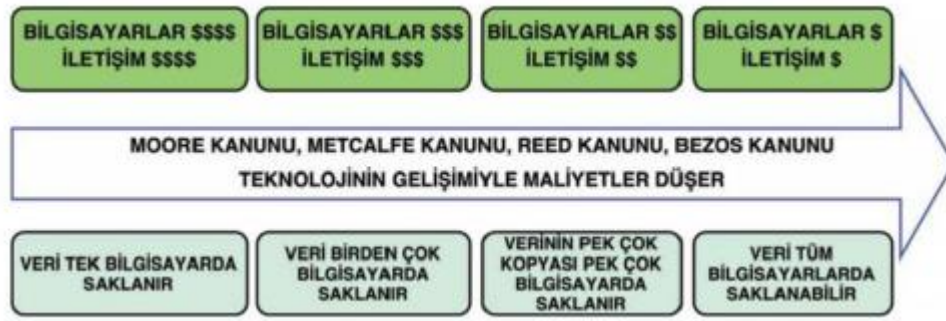 BİLGİSAYARLAR $$$$
İLETİŞİM $$$$
BİLGİSAYARLAR $$$
İLETİŞİM $$$
BİLGİSAYARLAR $$
İLETİŞİM $$
BİLGİSAYARLAR $
İLETİŞİM $
MOORE KANUNU, METCALFE KANUNU, REED KANUNU, BEZOS KANUNU
TEKNOLOJİNİN GELİŞİMİYLE MALİYETLER DÜŞER
VERİ TEK BİLGİSAYARDA
SAKLANIR
VERİ BİRDEN ÇOK
BİLGİSAYARDA
SAKLANIR
VERİNİN PEK ÇOK
KOPYASI PEK ÇOK
BİLGİSAYARDA
SAKLANIR
VERİ TÜM
BİLGİSAYARLARDA
SAKLANABİLİR